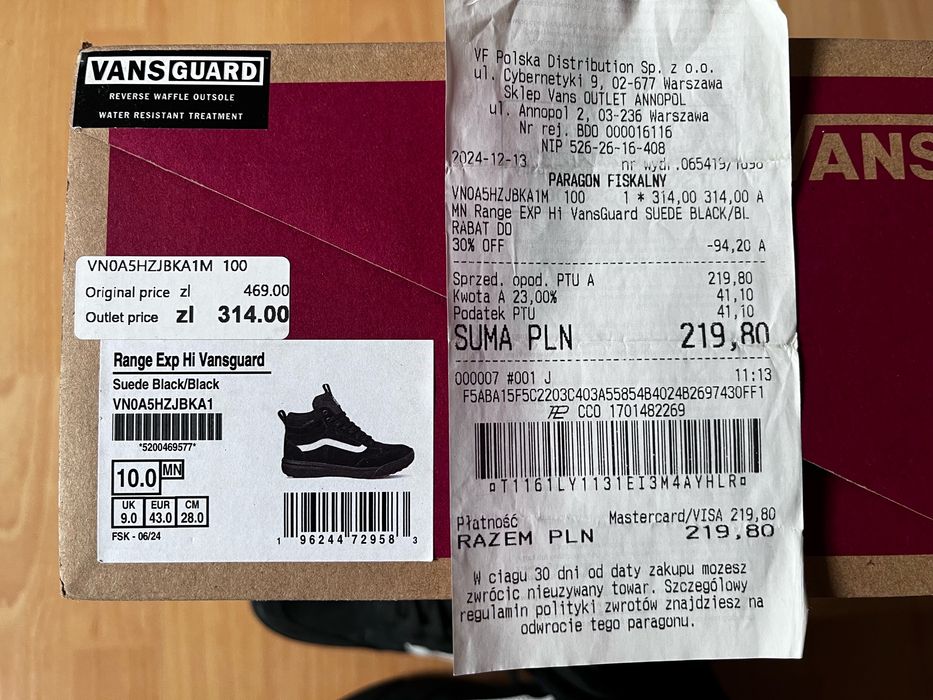 VANSGUARD
REVERSE WAFFLE OUTSOLE
WATER RESISTANT TREATMENT
VN0A5HZJBKA1M 100
Original price zl 469.00
Outlet price zl 314.00
Range Exp Hi Vansguard
Suede Black/Black
VN0A5HZJBKA1
*5200469577*
10.0 MN
UK EUR CM
9.0 43.0 28.0
FSK - 06/24
1 96244 72958 3
VF Polska Distribution Sp. z o.o.
ul. Cybernetyki 9, 02-677 Warszawa
Sklep Vans OUTLET ANNOPOL
ul. Annopol 2, 03-236 Warszawa
Nr rej. BDO 000016116
NIP 526-26-16-408
2024-12-13 nr wydr.065419/1098
PARAGON FISKALNY
VN0A5HZJBKA1M 100 1 * 314,00 314,00 A
MN Range EXP Hi VansGuard SUEDE BLACK/BL
RABAT DO
30% OFF -94,20 A
Sprzed. opod. PTU A 219,80
Kwota A 23,00% 41,10
Podatek PTU 41,10
SUMA PLN 219,80
000007 #001 J 11:13
F5ABA15F5C2203C403A55854B4024B2697430FF1
CCO 1701482269
¤T1161LY1131EI3M4AYHLR¤
Płatność Mastercard/VISA 219,80
RAZEM PLN 219,80
W ciągu 30 dni od daty zakupu możesz
zwrócic nieużywany towar. Szczegółowy
regulamin polityki zwrotów znajdziesz na
odwrocie tego paragonu.
VANS